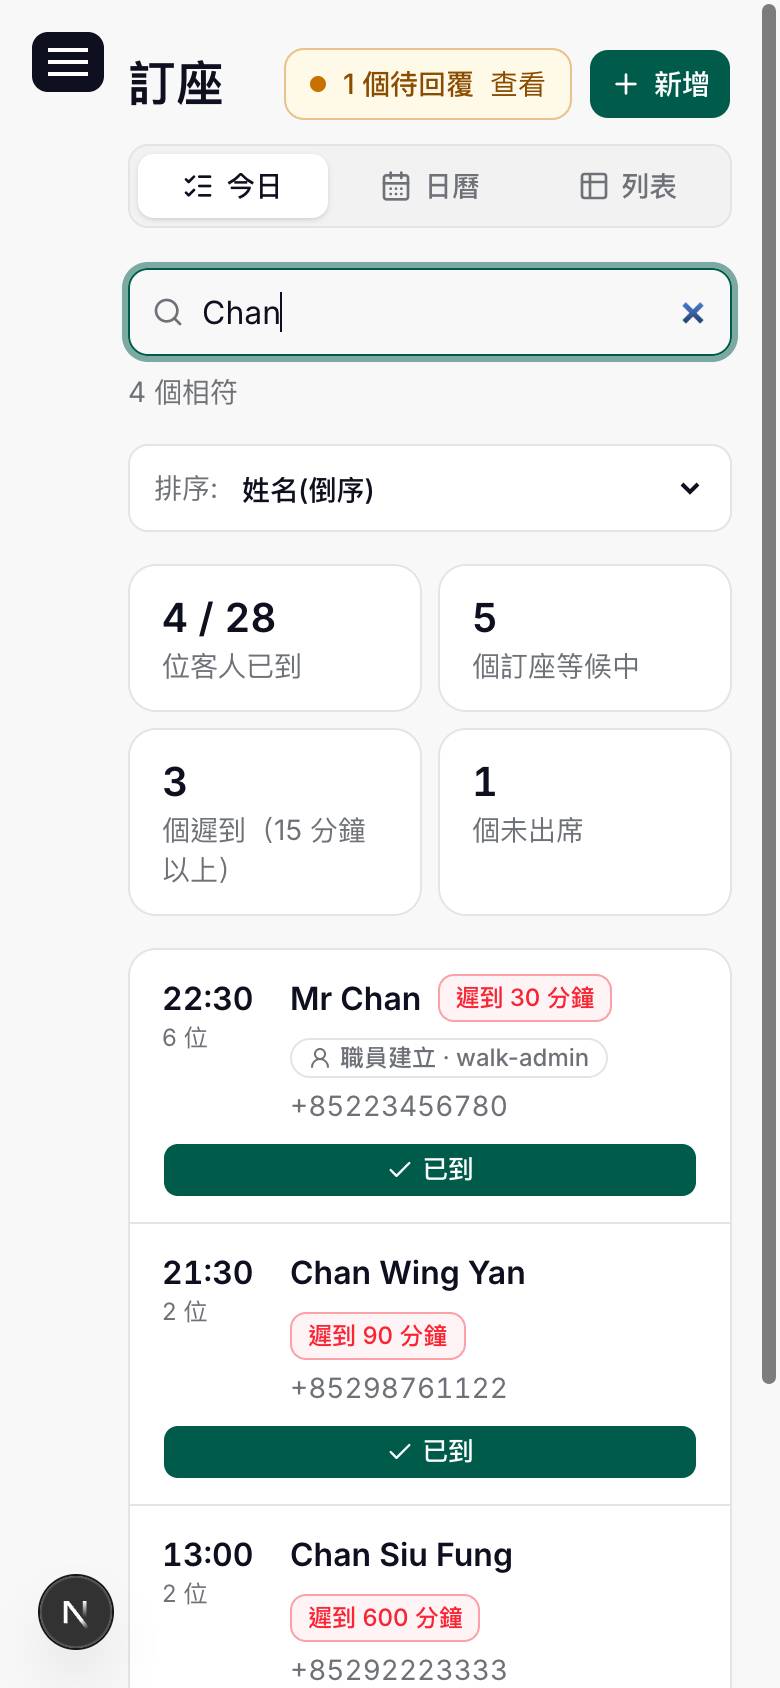 訂座
1 個待回覆 查看
新增
今日
日曆
列表
Chan
4 個相符
排序: 姓名(倒序)
4 / 28
位客人已到
5
個訂座等候中
3
個遲到（15 分鐘
以上）
1
個未出席
22:30 Mr Chan 遲到 30 分鐘
6 位
職員建立 · walk-admin
+85223456780
已到
21:30 Chan Wing Yan
2 位
遲到 90 分鐘
+85298761122
已到
13:00 Chan Siu Fung
2 位
遲到 600 分鐘
+85292223333
N